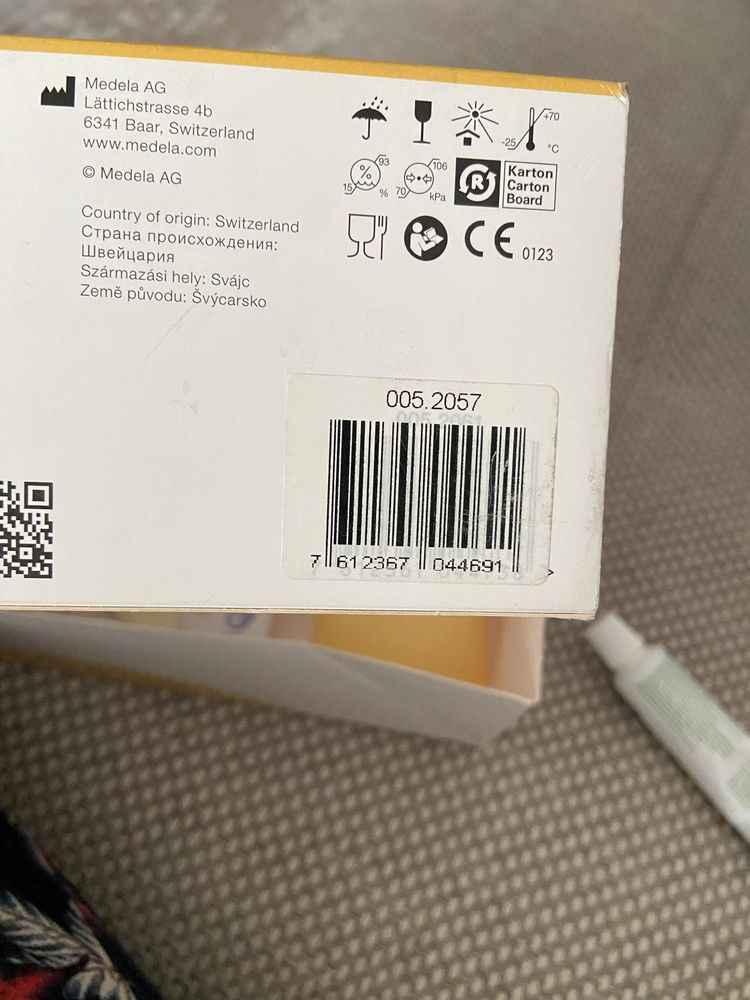 Medela AG
Lättichstrasse 4b
6341 Baar, Switzerland
www.medela.com
© Medela AG
Country of origin: Switzerland
Страна происхождения:
Швейцария
Származási hely: Svájc
Země původu: Švýcarsko
-25 +70 °C
15 % 93 %
70 106 kPa
R
Karton
Carton
Board
CE 0123
005.2057
7 612367 044691 >